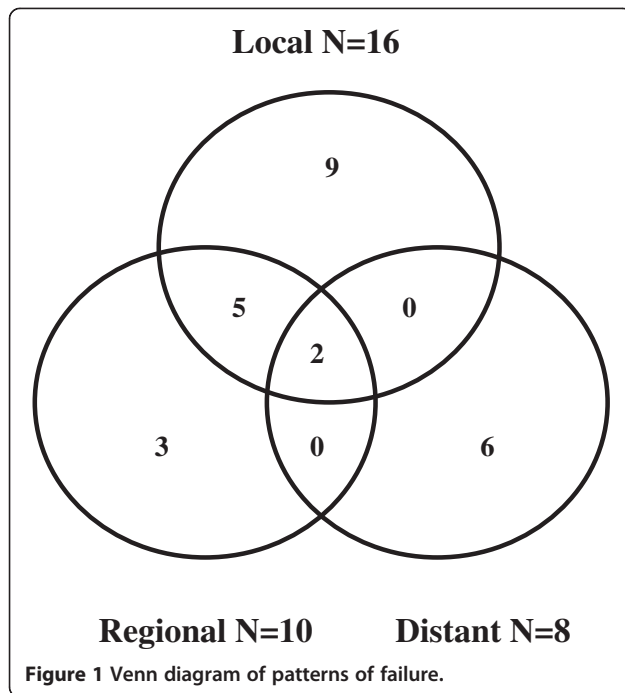 Local N=16
9
5
0
2
3
0
6
Regional N=10 Distant N=8
Figure 1 Venn diagram of patterns of failure.